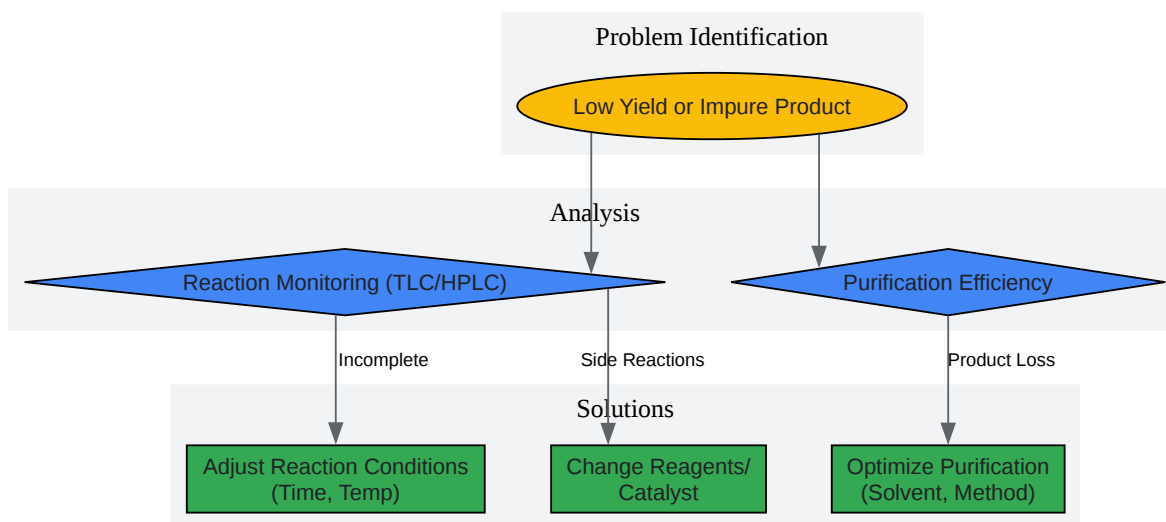 Problem Identification
Low Yield or Impure Product
Analysis
Reaction Monitoring (TLC/HPLC)
Purification Efficiency
Incomplete
Side Reactions
Product Loss
Solutions
Adjust Reaction Conditions
(Time, Temp)
Change Reagents/
Catalyst
Optimize Purification
(Solvent, Method)